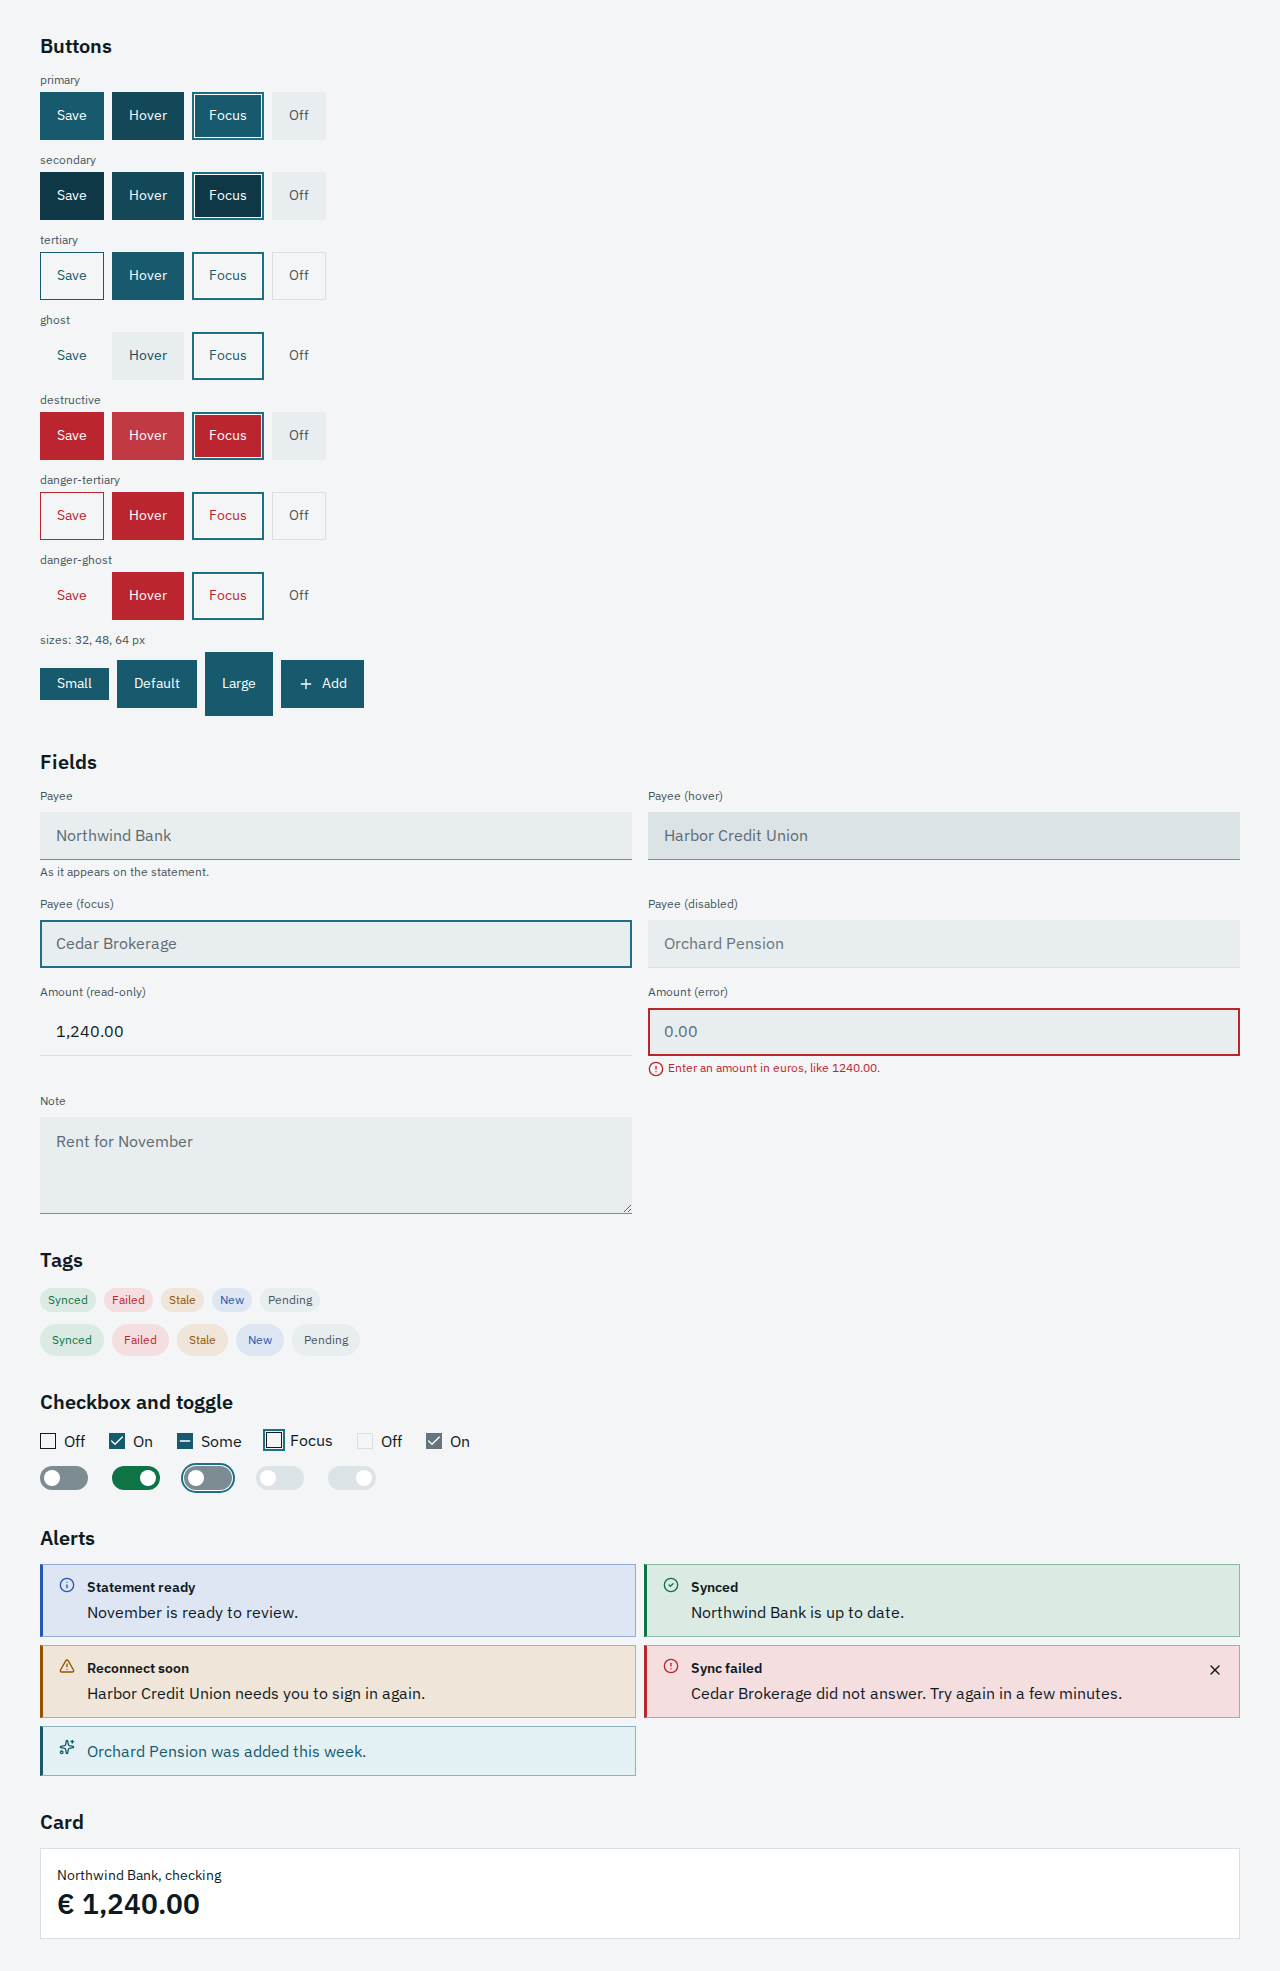 Buttons
primary
Save Hover Focus Off
secondary
Save Hover Focus Off
tertiary
Save Hover Focus Off
ghost
Save Hover Focus Off
destructive
Save Hover Focus Off
danger-tertiary
Save Hover Focus Off
danger-ghost
Save Hover Focus Off
sizes: 32, 48, 64 px
Small Default Large Add
Fields
Payee
Northwind Bank
As it appears on the statement.
Payee (hover)
Harbor Credit Union
Payee (focus)
Cedar Brokerage
Payee (disabled)
Orchard Pension
Amount (read-only)
1,240.00
Amount (error)
0.00
Enter an amount in euros, like 1240.00.
Note
Rent for November
Tags
Synced Failed Stale New Pending
Synced Failed Stale New Pending
Checkbox and toggle
Off On Some Focus Off On
Alerts
Statement ready
November is ready to review.
Synced
Northwind Bank is up to date.
Reconnect soon
Harbor Credit Union needs you to sign in again.
Sync failed
Cedar Brokerage did not answer. Try again in a few minutes.
Orchard Pension was added this week.
Card
Northwind Bank, checking
€ 1,240.00